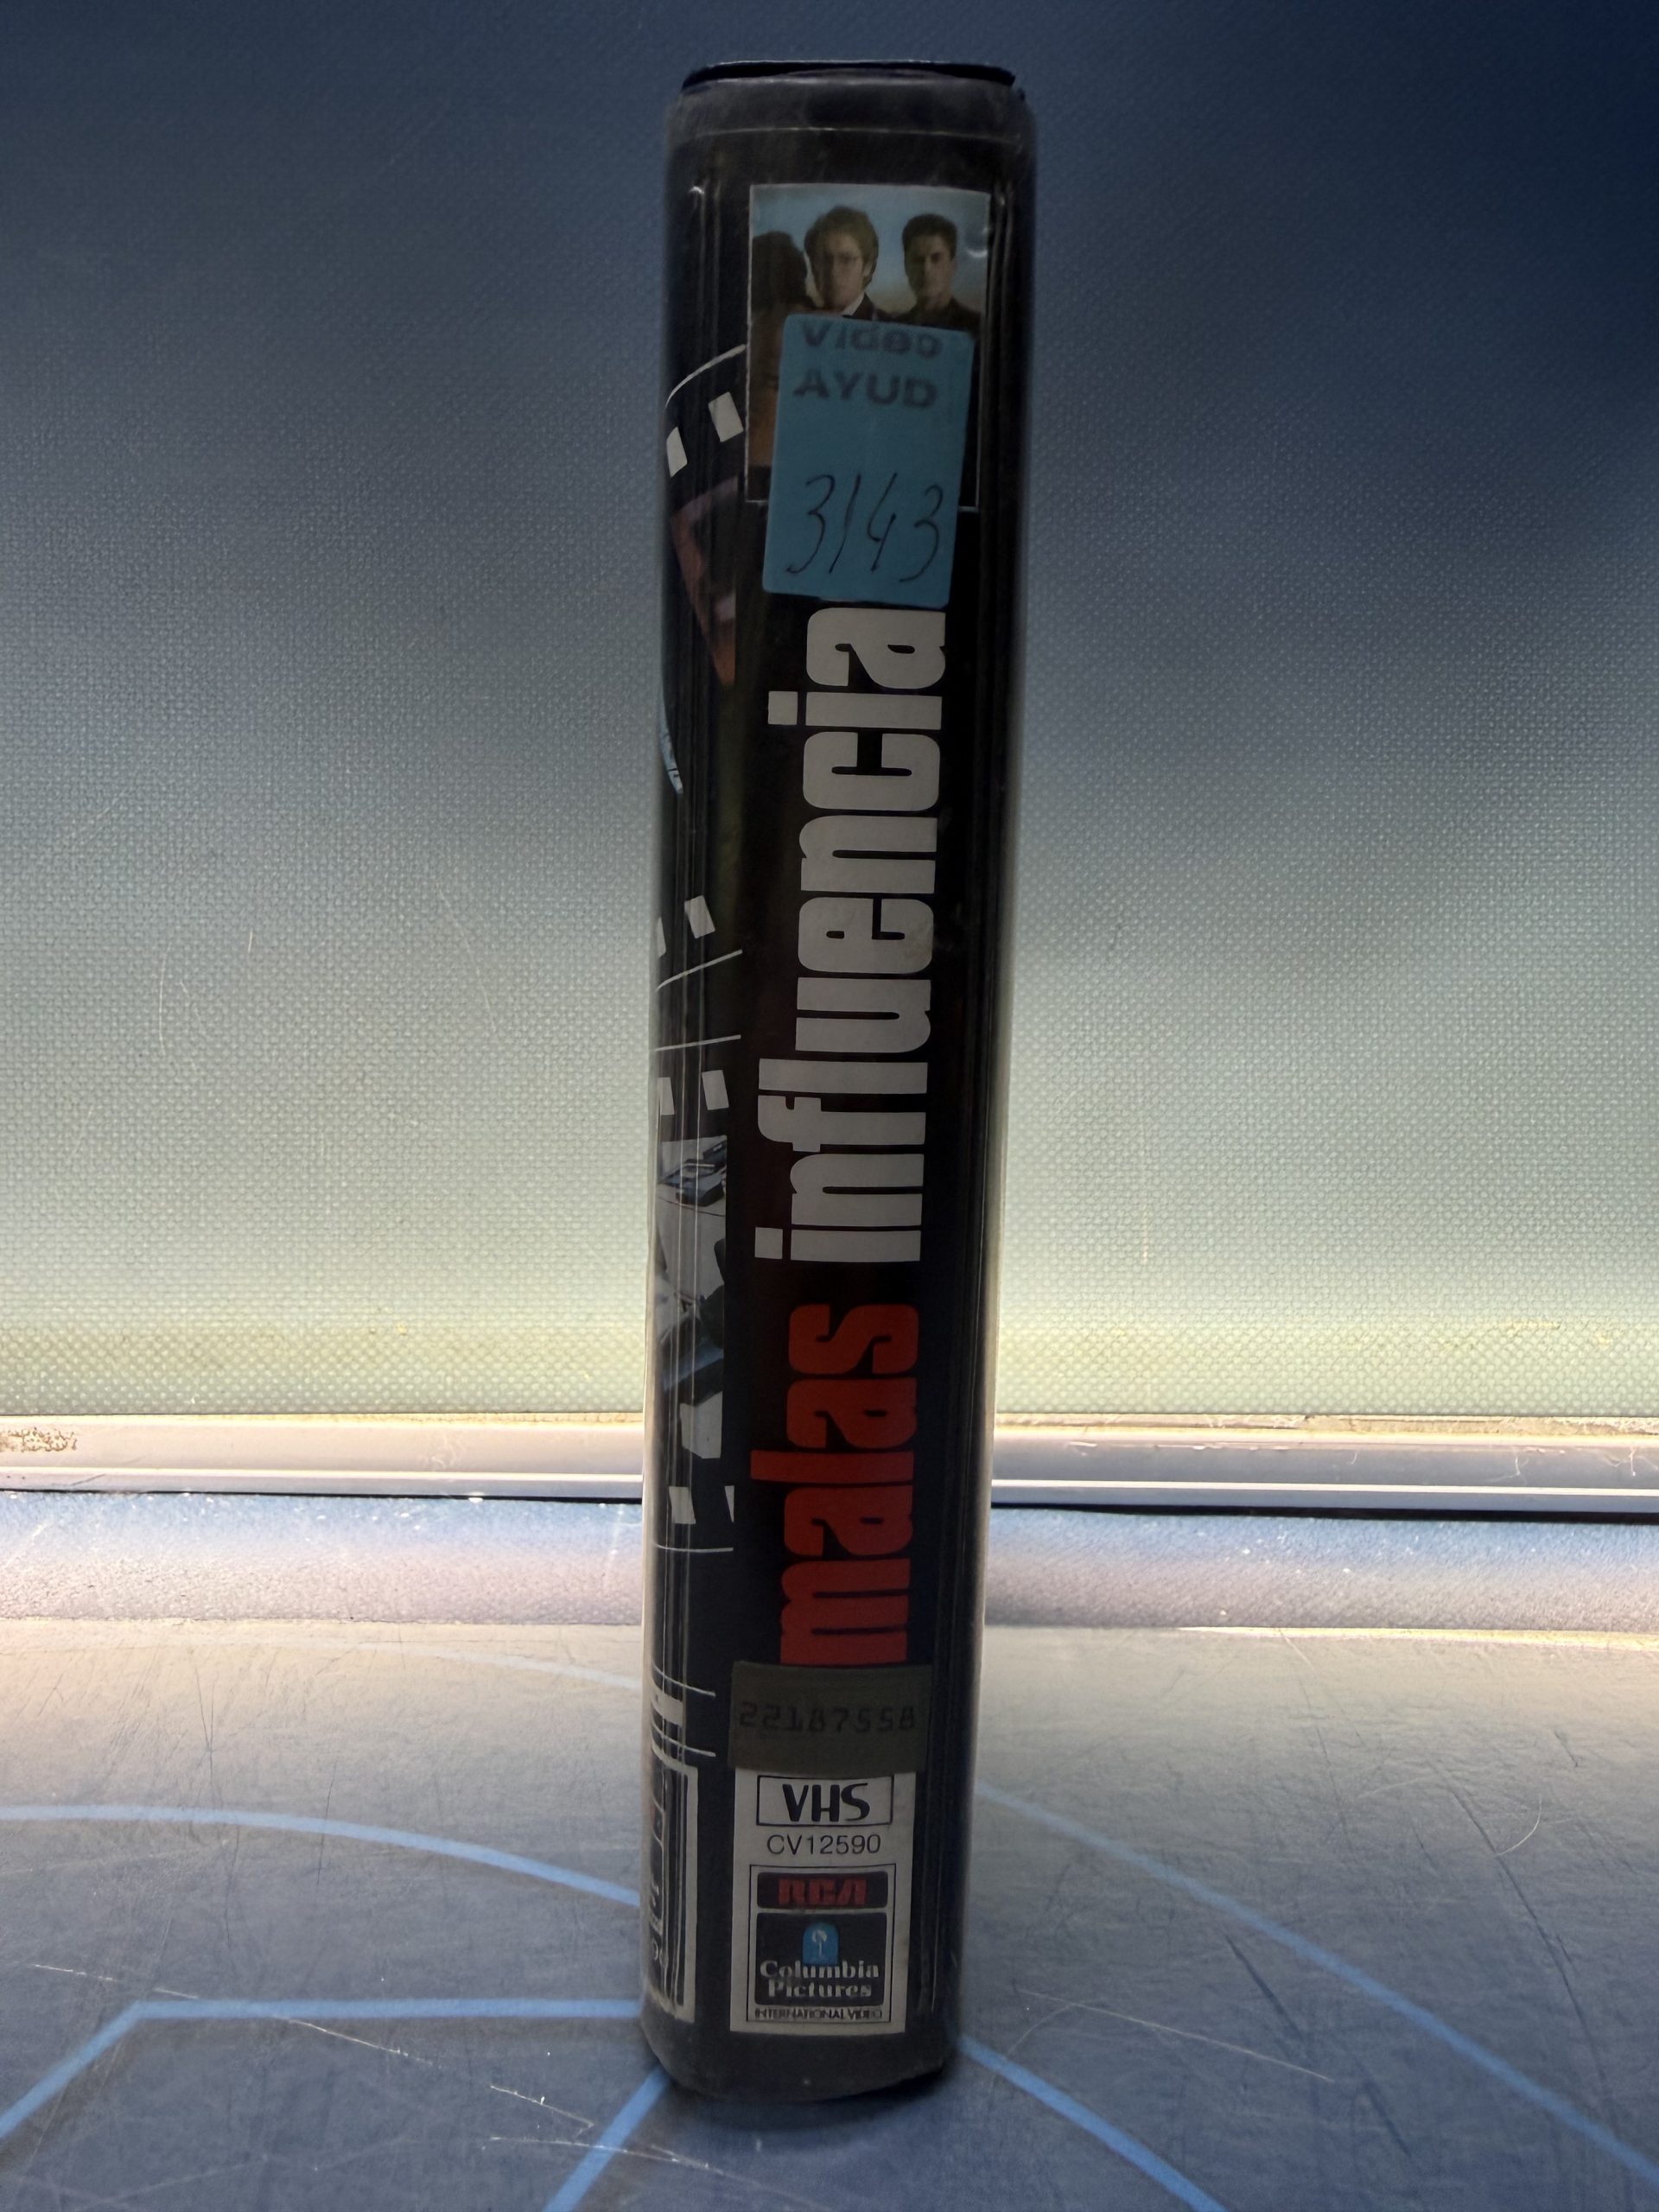 Video
AYUD
3143
malas influencia
22187558
VHS
CV12590
RCA
Columbia
Pictures
INTERNATIONAL VIDEO